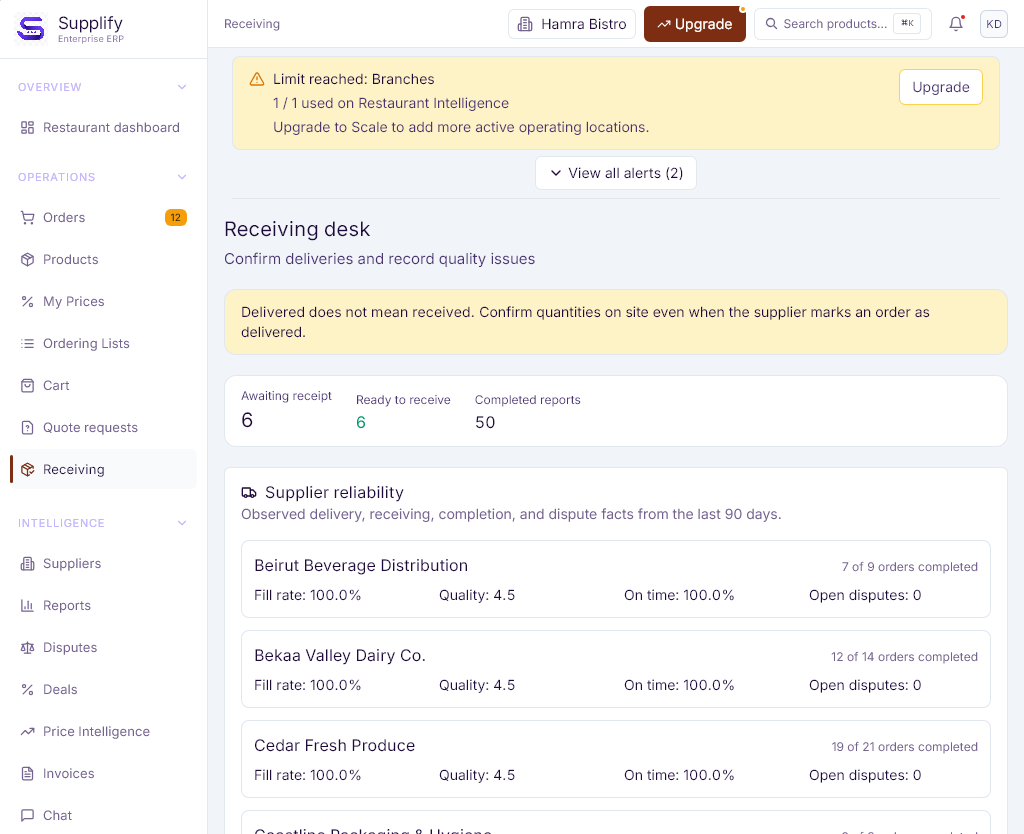 Supplify
Enterprise ERP
OVERVIEW
Restaurant dashboard
OPERATIONS
Orders
12
Products
My Prices
Ordering Lists
Cart
Quote requests
Receiving
INTELLIGENCE
Suppliers
Reports
Disputes
Deals
Price Intelligence
Invoices
Chat
Receiving
Hamra Bistro
Upgrade
Search products...
⌘K
KD
Limit reached: Branches
1 / 1 used on Restaurant Intelligence
Upgrade to Scale to add more active operating locations.
Upgrade
View all alerts (2)
Receiving desk
Confirm deliveries and record quality issues
Delivered does not mean received. Confirm quantities on site even when the supplier marks an order as
delivered.
Awaiting receipt
6
Ready to receive
6
Completed reports
50
Supplier reliability
Observed delivery, receiving, completion, and dispute facts from the last 90 days.
Beirut Beverage Distribution
7 of 9 orders completed
Fill rate: 100.0% Quality: 4.5 On time: 100.0% Open disputes: 0
Bekaa Valley Dairy Co.
12 of 14 orders completed
Fill rate: 100.0% Quality: 4.5 On time: 100.0% Open disputes: 0
Cedar Fresh Produce
19 of 21 orders completed
Fill rate: 100.0% Quality: 4.5 On time: 100.0% Open disputes: 0
Coastline Packaging & Hygiene